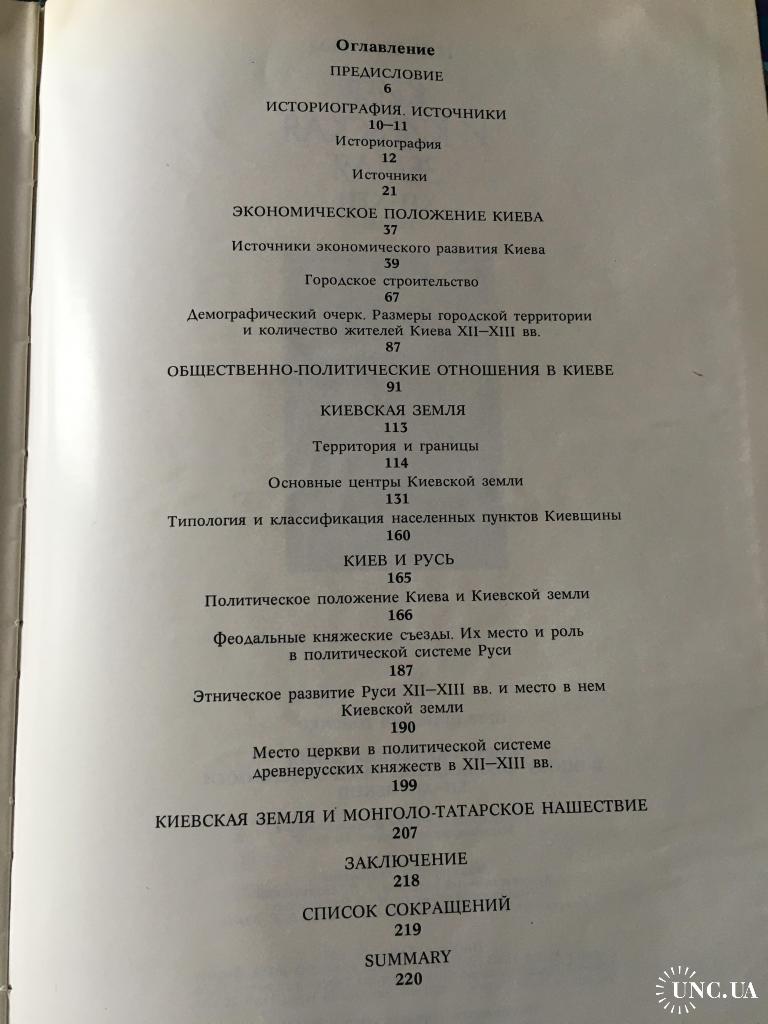 Оглавление
ПРЕДИСЛОВИЕ
6
ИСТОРИОГРАФИЯ. ИСТОЧНИКИ
10—11
Историография
12
Источники
21
ЭКОНОМИЧЕСКОЕ ПОЛОЖЕНИЕ КИЕВА
37
Источники экономического развития Киева
39
Городское строительство
67
Демографический очерк. Размеры городской территории
и количество жителей Киева XII—XIII вв.
87
ОБЩЕСТВЕННО-ПОЛИТИЧЕСКИЕ ОТНОШЕНИЯ В КИЕВЕ
91
КИЕВСКАЯ ЗЕМЛЯ
113
Территория и границы
114
Основные центры Киевской земли
131
Типология и классификация населенных пунктов Киевщины
160
КИЕВ И РУСЬ
165
Политическое положение Киева и Киевской земли
166
Феодальные княжеские съезды. Их место и роль
в политической системе Руси
187
Этническое развитие Руси XII—XIII вв. и место в нем
Киевской земли
190
Место церкви в политической системе
древнерусских княжеств в XII—XIII вв.
199
КИЕВСКАЯ ЗЕМЛЯ И МОНГОЛО-ТАТАРСКОЕ НАШЕСТВИЕ
207
ЗАКЛЮЧЕНИЕ
218
СПИСОК СОКРАЩЕНИЙ
219
SUMMARY
220
UNC.UA